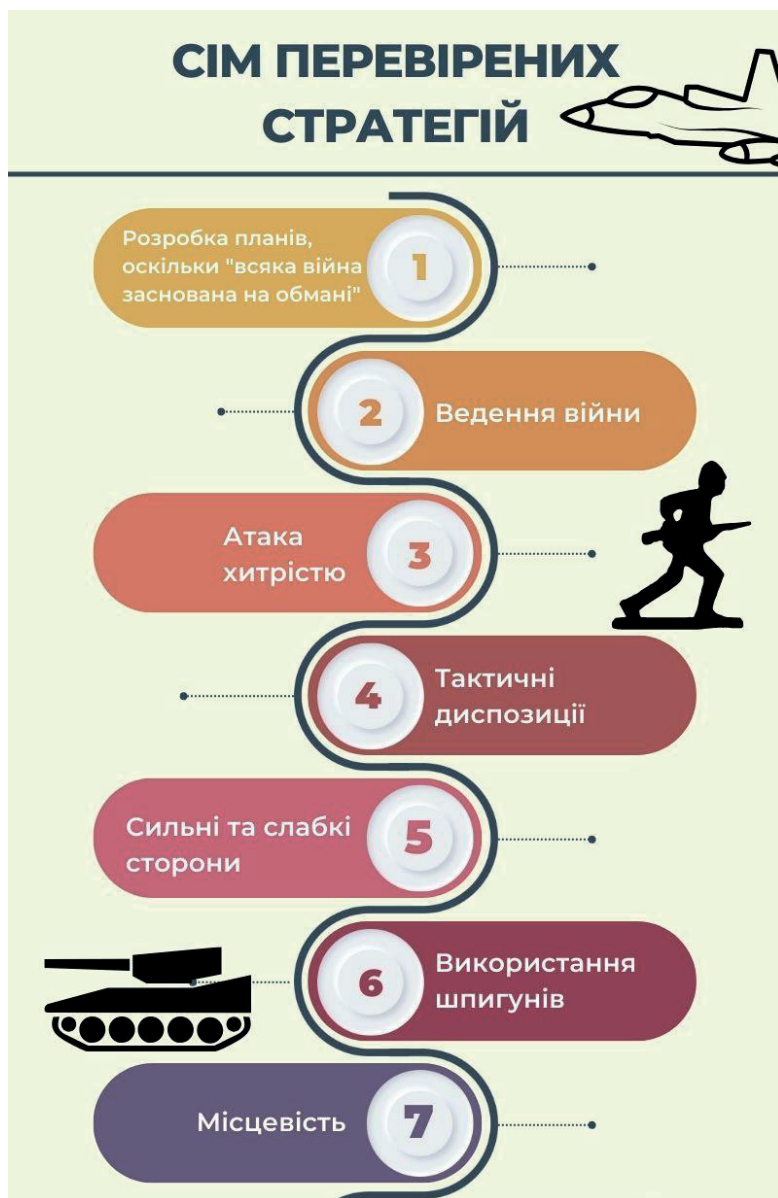 СІМ ПЕРЕВІРЕНИХ
СТРАТЕГІЙ
Розробка планів,
оскільки "всяка війна
заснована на обмані"
1
2
Ведення війни
Атака
хитрістю
3
4
Тактичні
диспозиції
Сильні та слабкі
сторони
5
6
Використання
шпигунів
Місцевість
7